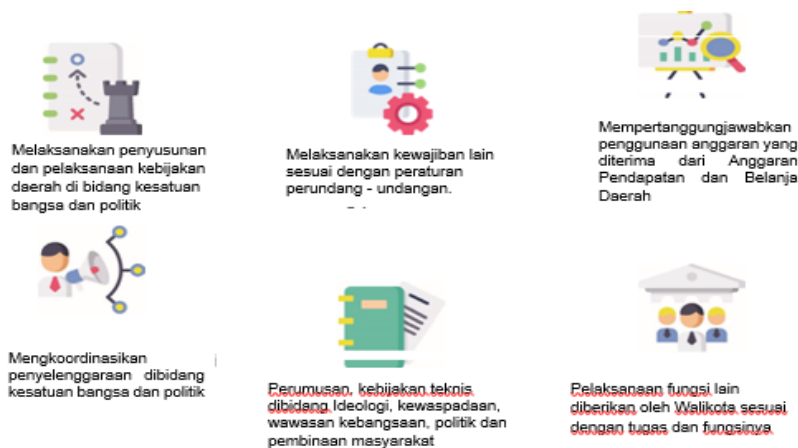 Melaksanakan penyusunan
dan pelaksanaan kebijakan
daerah di bidang kesatuan
bangsa dan politik
Melaksanakan kewajiban lain
sesuai dengan peraturan
perundang - undangan.
Mempertanggungjawabkan
penggunaan anggaran yang
diterima dari Anggaran
Pendapatan dan Belanja
Daerah
Mengkoordinasikan
penyelenggaraan dibidang
kesatuan bangsa dan politik
Perumusan, kebijakan teknis
dibidang Ideologi, kewaspadaan,
wawasan kebangsaan, politik dan
pembinaan masyarakat
Pelaksanaan fungsi lain
diberikan oleh Walikota sesuai
dengan tugas dan fungsinya